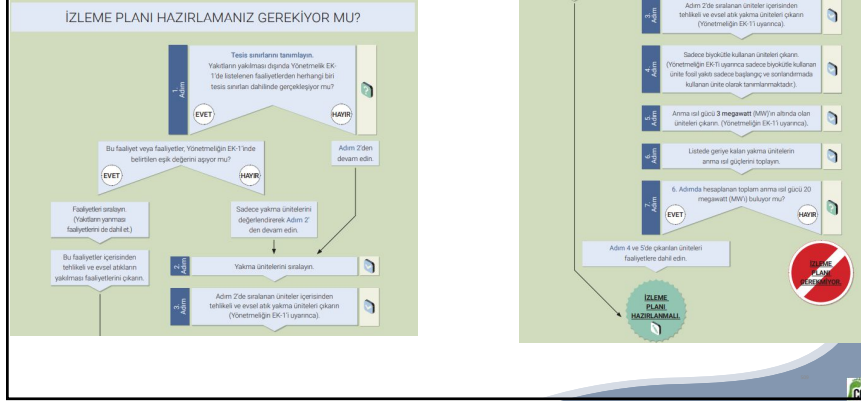 İZLEME PLANI HAZIRLAMANIZ GEREKİYOR MU?
1. Adım
Tesis sınırlarını tanımlayın.
Yakıtların yakılması dışında Yönetmelik EK-
1'de listelenen faaliyetlerden herhangi biri
tesis sınırları dahilinde gerçekleşiyor mu?
EVET
HAYIR
Bu faaliyet veya faaliyetler, Yönetmeliğin EK-1'inde
belirtilen eşik değerini aşıyor mu?
EVET
HAYIR
Adım 2'den
devam edin.
Faaliyetleri sıralayın.
(Yakıtların yanması
faaliyetlerini de dahil et.)
Sadece yakma ünitelerini
değerlendirerek Adım 2'
den devam edin.
Bu faaliyetler içerisinden
tehlikeli ve evsel atıkların
yakılması faaliyetlerini çıkarın.
2. Adım
Yakma ünitelerini sıralayın.
3. Adım
Adım 2'de sıralanan üniteler içerisinden
tehlikeli ve evsel atık yakma üniteleri çıkarın
(Yönetmeliğin EK-1'i uyarınca).
3. Adım
Adım 2'de sıralanan üniteler içerisinden
tehlikeli ve evsel atık yakma üniteleri çıkarın
(Yönetmeliğin EK-1'i uyarınca).
4. Adım
Sadece biyokütle kullanan üniteleri çıkarın.
(Yönetmeliğin EK-1'i uyarınca sadece biyokütle kullanan
ünite fosil yakıtı sadece başlangıç ve sonlandırmada
kullanan ünite olarak tanımlanmaktadır.).
5. Adım
Anma ısıl gücü 3 megawatt (MW)'ın altında olan
üniteleri çıkarın. (Yönetmeliğin EK-1'i uyarınca).
6. Adım
Listede geriye kalan yakma ünitelerin
anma ısıl güçlerini toplayın.
7. Adım
6. Adımda hesaplanan toplam anma ısıl gücü 20
megawatt (MW'ı) buluyor mu?
EVET
HAYIR
Adım 4 ve 5'de çıkarılan üniteleri
faaliyetlere dahil edin.
İZLEME
PLANI
GEREKMİYOR.
İZLEME
PLANI
HAZIRLANMALI.